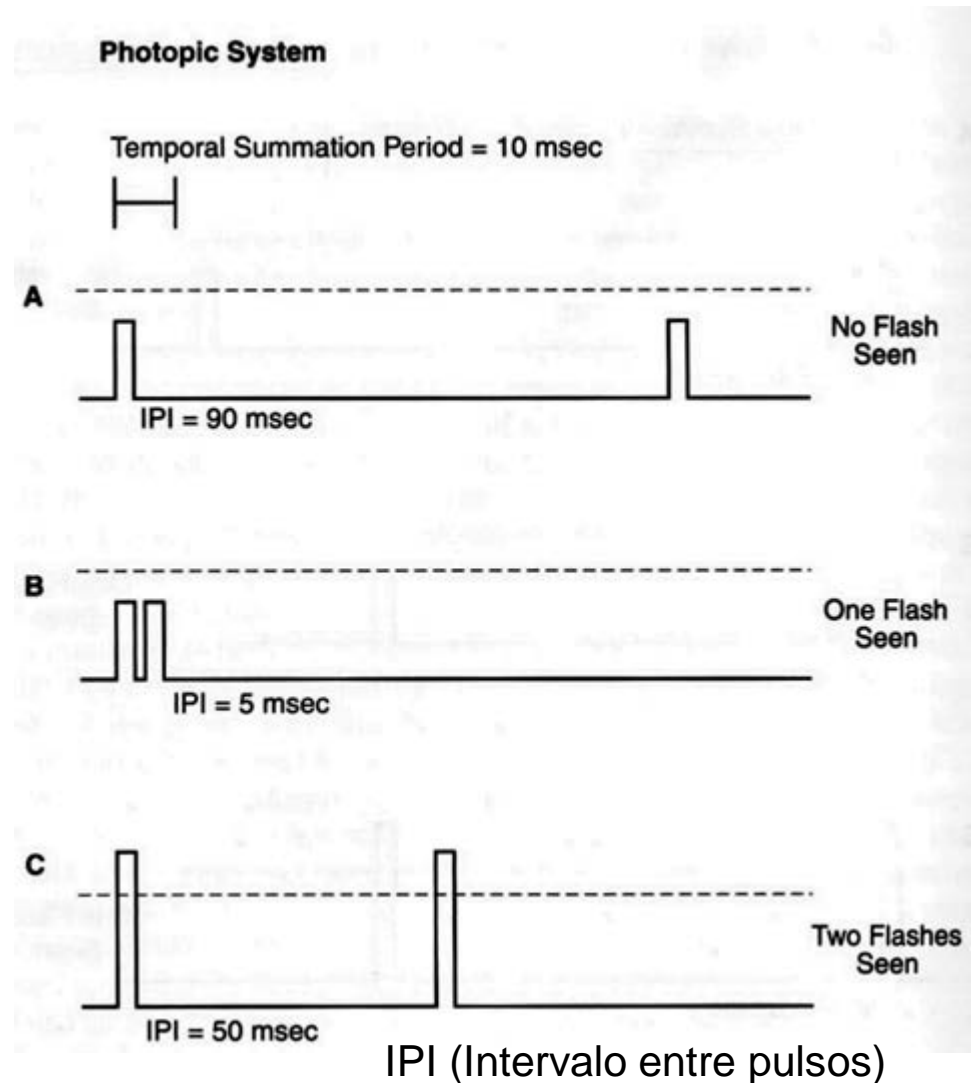 Photopic System
Temporal Summation Period = 10 msec
A
No Flash
Seen
IPI = 90 msec
B
One Flash
Seen
IPI = 5 msec
C
Two Flashes
Seen
IPI = 50 msec
IPI (Intervalo entre pulsos)